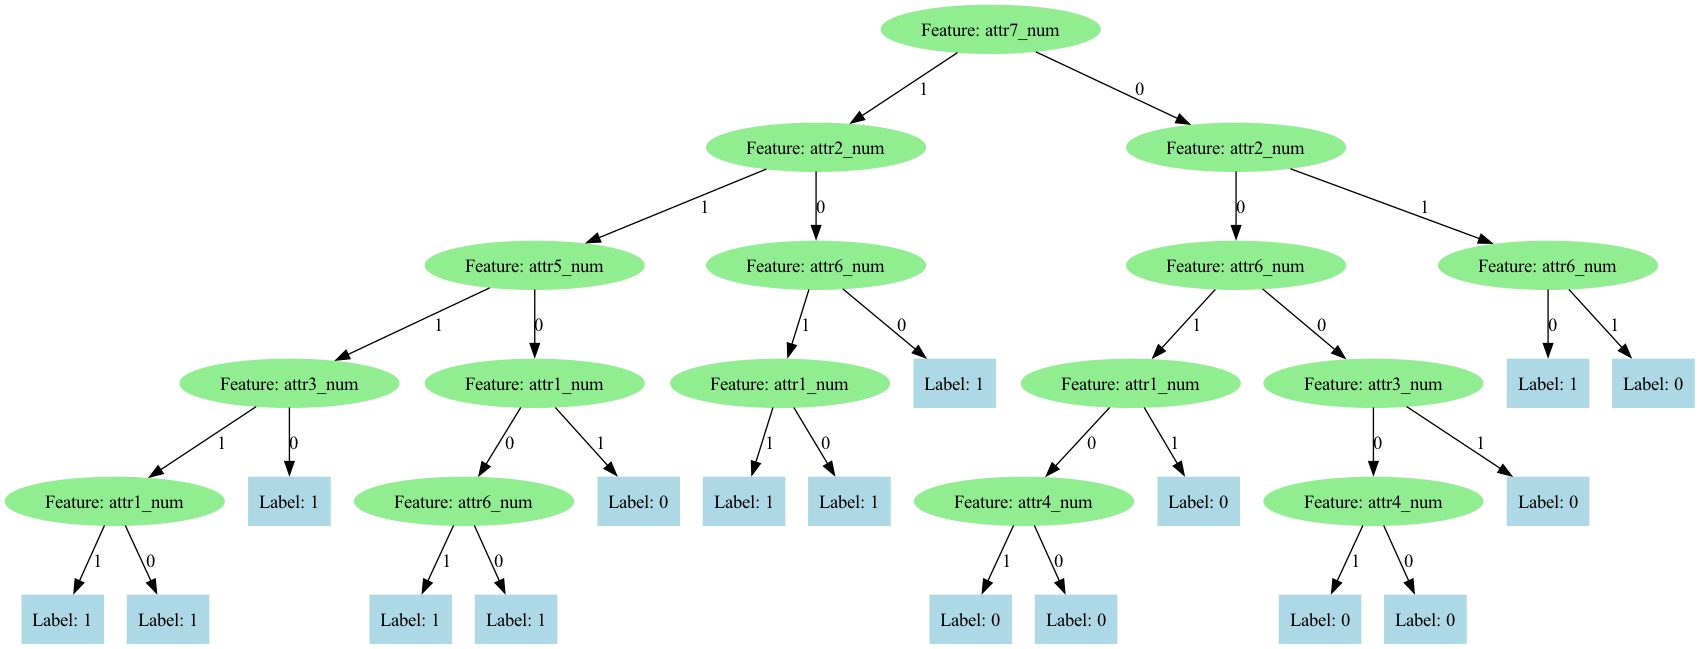 Feature: attr7_num
1
0
Feature: attr2_num
Feature: attr2_num
1
0
0
1
Feature: attr5_num
Feature: attr6_num
Feature: attr6_num
Feature: attr6_num
1
0
1
0
1
0
0
1
Feature: attr3_num
Feature: attr1_num
Feature: attr1_num
Label: 1
Feature: attr1_num
Feature: attr3_num
Label: 1
Label: 0
1
0
0
1
1
0
0
1
0
1
Feature: attr1_num
Label: 1
Feature: attr6_num
Label: 0
Label: 1
Label: 1
Feature: attr4_num
Label: 0
Feature: attr4_num
Label: 0
1
0
1
0
1
0
1
0
Label: 1
Label: 1
Label: 1
Label: 1
Label: 0
Label: 0
Label: 0
Label: 0